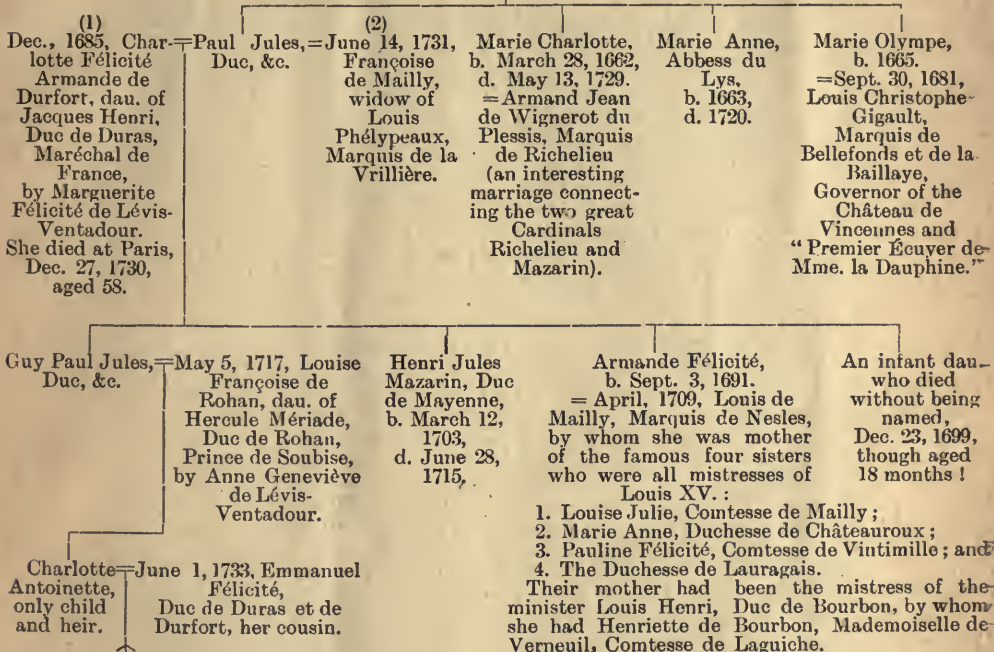 (1)
Dec., 1685, Char-
lotte Félicité
Armande de
Durfort, dau. of
Jacques Henri,
Duc de Duras,
Maréchal de
France,
by Marguerite
Félicité de Lévis-
Ventadour.
She died at Paris,
Dec. 27, 1730,
aged 58.
=Paul Jules,=
Duc, &c.
(2)
June 14, 1731,
Françoise
de Mailly,
widow of
Louis
Phélypeaux,
Marquis de la
Vrillière.
Marie Charlotte,
b. March 28, 1662,
d. May 13, 1729.
=Armand Jean
de Wignerot du
Plessis, Marquis
de Richelieu
(an interesting
marriage connect-
ing the two great
Cardinals
Richelieu and
Mazarin).
Marie Anne,
Abbess du
Lys,
b. 1663,
d. 1720.
Marie Olympe,
b. 1665.
=Sept. 30, 1681,
Louis Christophe-
Gigault,
Marquis de
Bellefonds et de la
Baillaye,
Governor of the
Château de
Vincennes and
"Premier Écuyer de
Mme. la Dauphine."
Guy Paul Jules,=
Duc, &c.
May 5, 1717, Louise
Françoise de
Rohan, dau. of
Hercule Mériade,
Duc de Rohan,
Prince de Soubise,
by Anne Geneviève
de Lévis-
Ventadour.
Henri Jules
Mazarin, Duc
de Mayenne,
b. March 12,
1703,
d. June 28,
1715.
Armande Félicité,
b. Sept. 3, 1691.
= April, 1709, Louis de
Mailly, Marquis de Nesles,
by whom she was mother
of the famous four sisters
who were all mistresses of
Louis XV. :
1. Louise Julie, Comtesse de Mailly ;
2. Marie Anne, Duchesse de Châteauroux ;
3. Pauline Félicité, Comtesse de Vintimille ; and
4. The Duchesse de Lauragais.
Their mother had been the mistress of the
minister Louis Henri, Duc de Bourbon, by whom
she had Henriette de Bourbon, Mademoiselle de
Verneuil, Comtesse de Laguiche.
An infant dau.
who died
without being
named,
Dec. 23, 1699,
though aged
18 months !
Charlotte=
Antoinette,
only child
and heir.
June 1, 1733, Emmanuel
Félicité,
Duc de Duras et de
Durfort, her cousin.